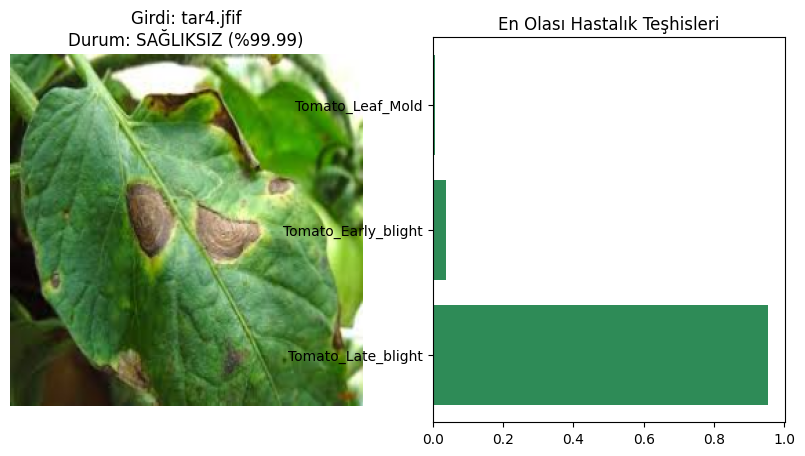 Girdi: tar4.jfif
Durum: SAĞLIKSIZ (%99.99)
En Olası Hastalık Teşhisleri
Tomato_Leaf_Mold
Tomato_Early_blight
Tomato_Late_blight
0.0 0.2 0.4 0.6 0.8 1.0